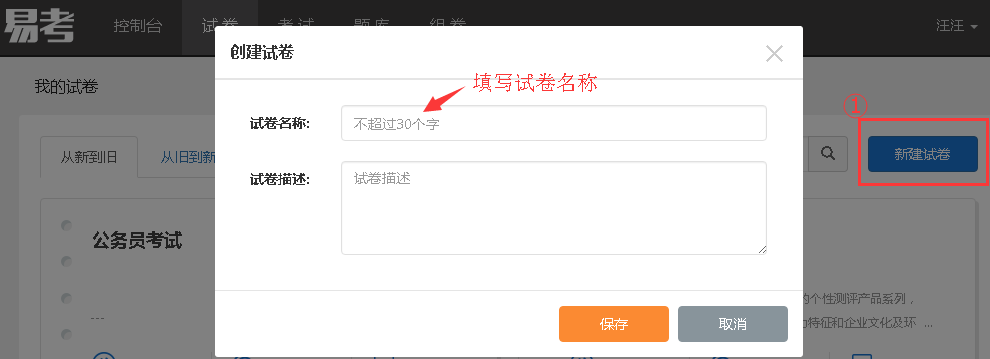 易考 控制台 试卷 考试 题库 组卷 汪汪
创建试卷
我的试卷
填写试卷名称
①
试卷名称: 不超过30个字
从新到旧 从旧到新 新建试卷
试卷描述: 试卷描述
公务员考试
的个性测评产品系列，
--- 为特征和企业文化及环 ...
保存 取消